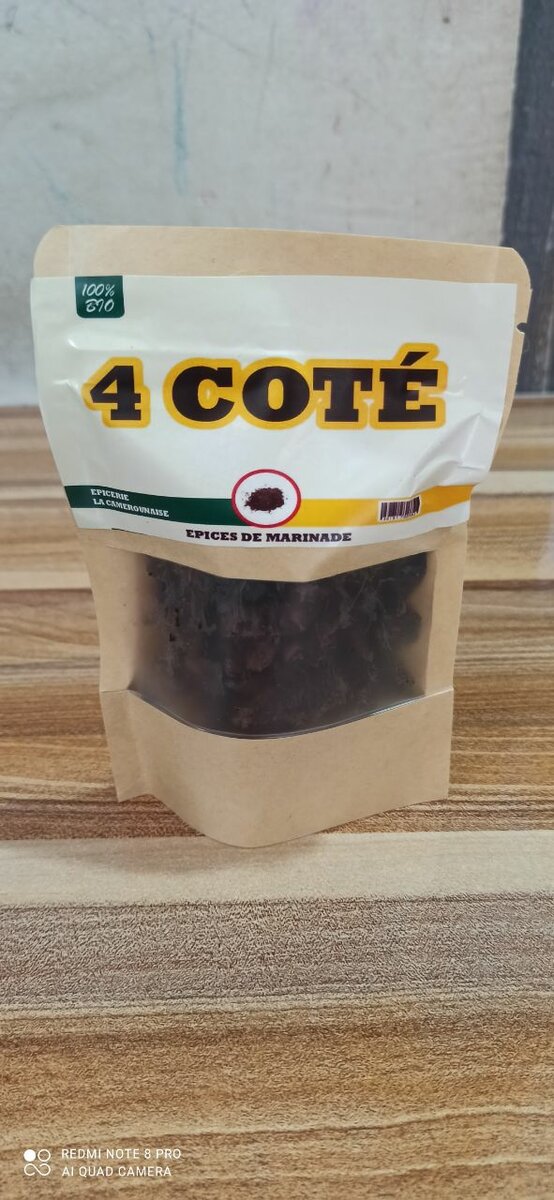 100%
BIO
4 COTÉ
EPICERIE
LA CAMEROUNAISE
EPICES DE MARINADE
REDMI NOTE 8 PRO
AI QUAD CAMERA